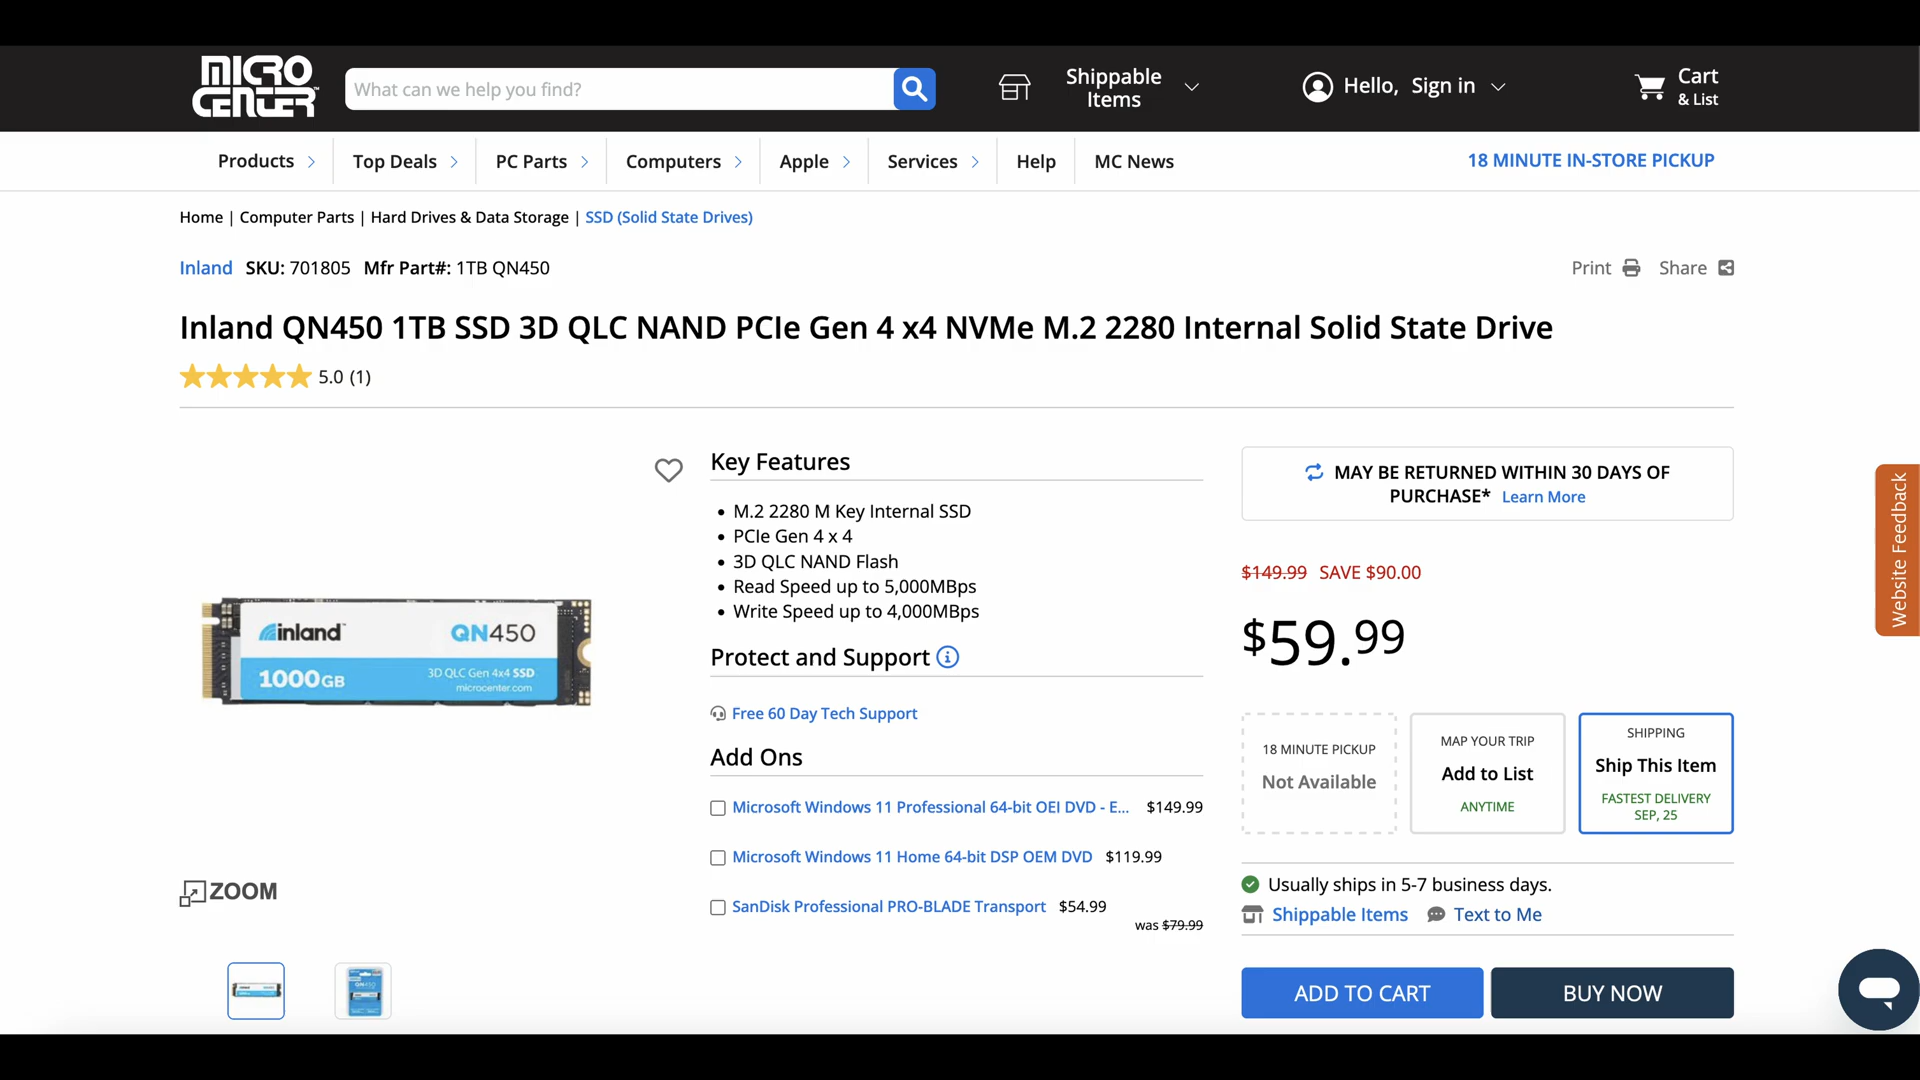 MICRO CENTER
What can we help you find?
Shippable
Items
Hello, Sign in
Cart
& List
Products
Top Deals
PC Parts
Computers
Apple
Services
Help
MC News
18 MINUTE IN-STORE PICKUP
Home | Computer Parts | Hard Drives & Data Storage | SSD (Solid State Drives)
Inland SKU: 701805 Mfr Part#: 1TB QN450
Print
Share
Inland QN450 1TB SSD 3D QLC NAND PCIe Gen 4 x4 NVMe M.2 2280 Internal Solid State Drive
5.0 (1)
inland
QN450
1000GB
3D QLC Gen 4x4 SSD
microcenter.com
ZOOM
Key Features
M.2 2280 M Key Internal SSD
PCIe Gen 4 x 4
3D QLC NAND Flash
Read Speed up to 5,000MBps
Write Speed up to 4,000MBps
Protect and Support
Free 60 Day Tech Support
Add Ons
Microsoft Windows 11 Professional 64-bit OEI DVD - E... $149.99
Microsoft Windows 11 Home 64-bit DSP OEM DVD $119.99
SanDisk Professional PRO-BLADE Transport $54.99
was $79.99
MAY BE RETURNED WITHIN 30 DAYS OF
PURCHASE* Learn More
$149.99 SAVE $90.00
$59.99
18 MINUTE PICKUP
Not Available
MAP YOUR TRIP
Add to List
ANYTIME
SHIPPING
Ship This Item
FASTEST DELIVERY
SEP, 25
Usually ships in 5-7 business days.
Shippable Items
Text to Me
ADD TO CART
BUY NOW
Website Feedback